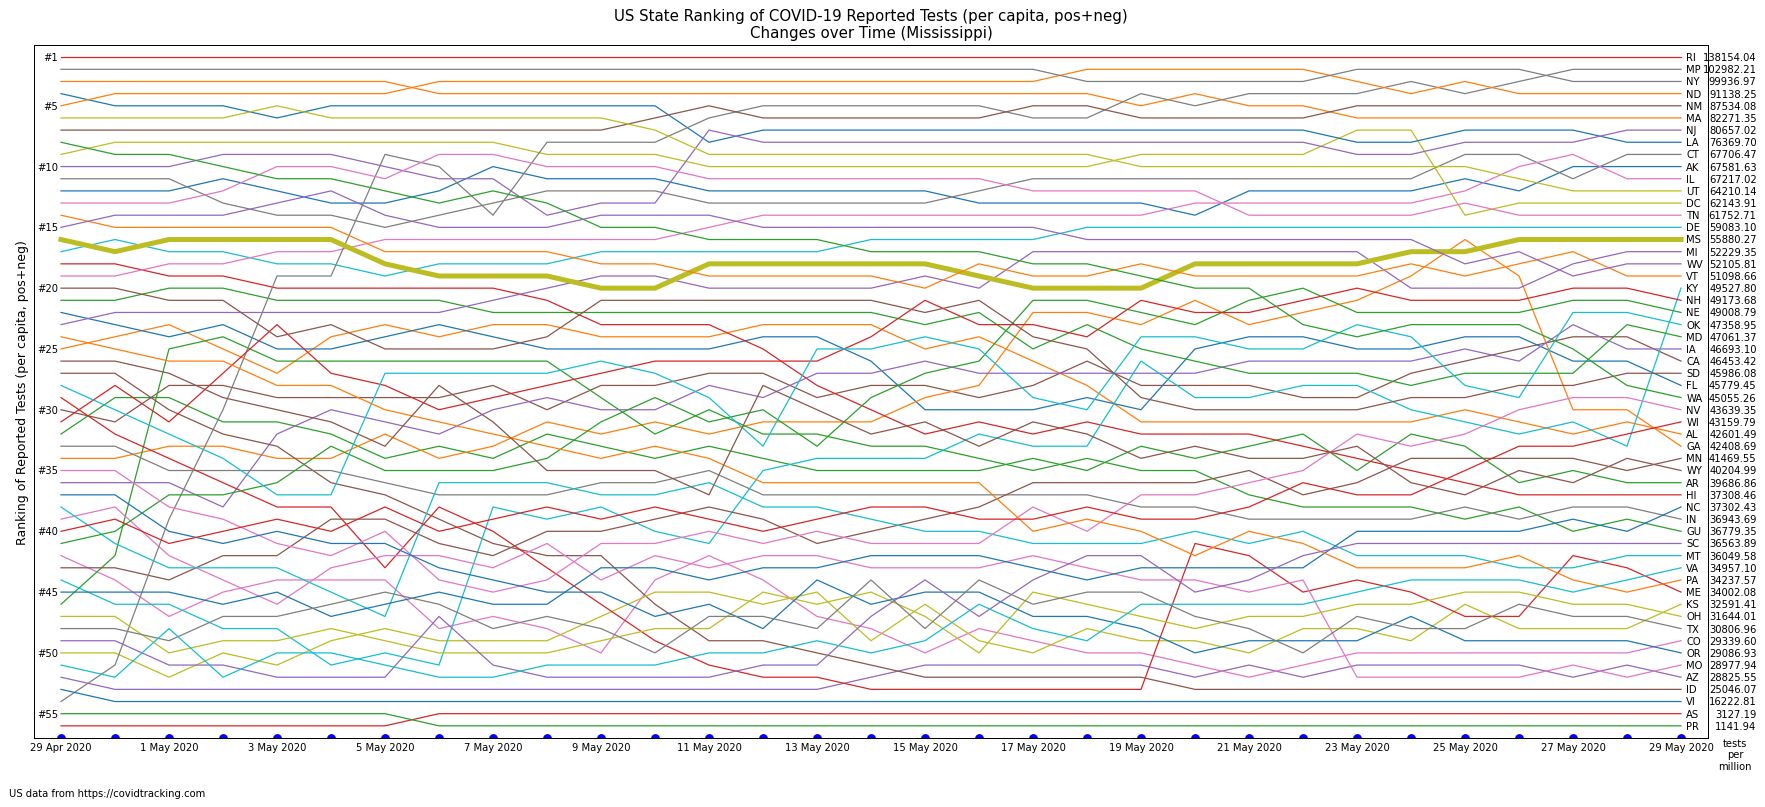 US State Ranking of COVID-19 Reported Tests (per capita, pos+neg)
Changes over Time (Mississippi)
Ranking of Reported Tests (per capita, pos+neg)
#1
#5
#10
#15
#20
#25
#30
#35
#40
#45
#50
#55
RI 138154.04
MP 102982.21
NY 99936.97
ND 91138.25
NM 87534.08
MA 82271.35
NJ 80657.02
LA 76369.70
CT 67706.47
AK 67581.63
IL 67217.02
UT 64210.14
DC 62143.91
TN 61752.71
DE 59083.10
MS 55880.27
MI 52229.35
WV 52105.81
VT 51098.66
KY 49527.80
NH 49173.68
NE 49008.79
OK 47358.95
MD 47061.37
IA 46693.10
CA 46453.42
SD 45986.08
FL 45779.45
WA 45055.26
NV 43639.35
WI 43159.79
AL 42601.49
GA 42408.69
MN 41469.55
WY 40204.99
AR 39686.86
HI 37308.46
NC 37302.43
IN 36943.69
GU 36779.35
SC 36563.89
MT 36049.58
VA 34957.10
PA 34237.57
ME 34002.08
KS 32591.41
OH 31644.01
TX 30806.96
CO 29339.60
OR 29086.93
MO 28977.94
AZ 28825.55
ID 25046.07
VI 16222.81
AS 3127.19
PR 1141.94
29 Apr 2020 1 May 2020 3 May 2020 5 May 2020 7 May 2020 9 May 2020 11 May 2020 13 May 2020 15 May 2020 17 May 2020 19 May 2020 21 May 2020 23 May 2020 25 May 2020 27 May 2020 29 May 2020
tests
per
million
US data from https://covidtracking.com